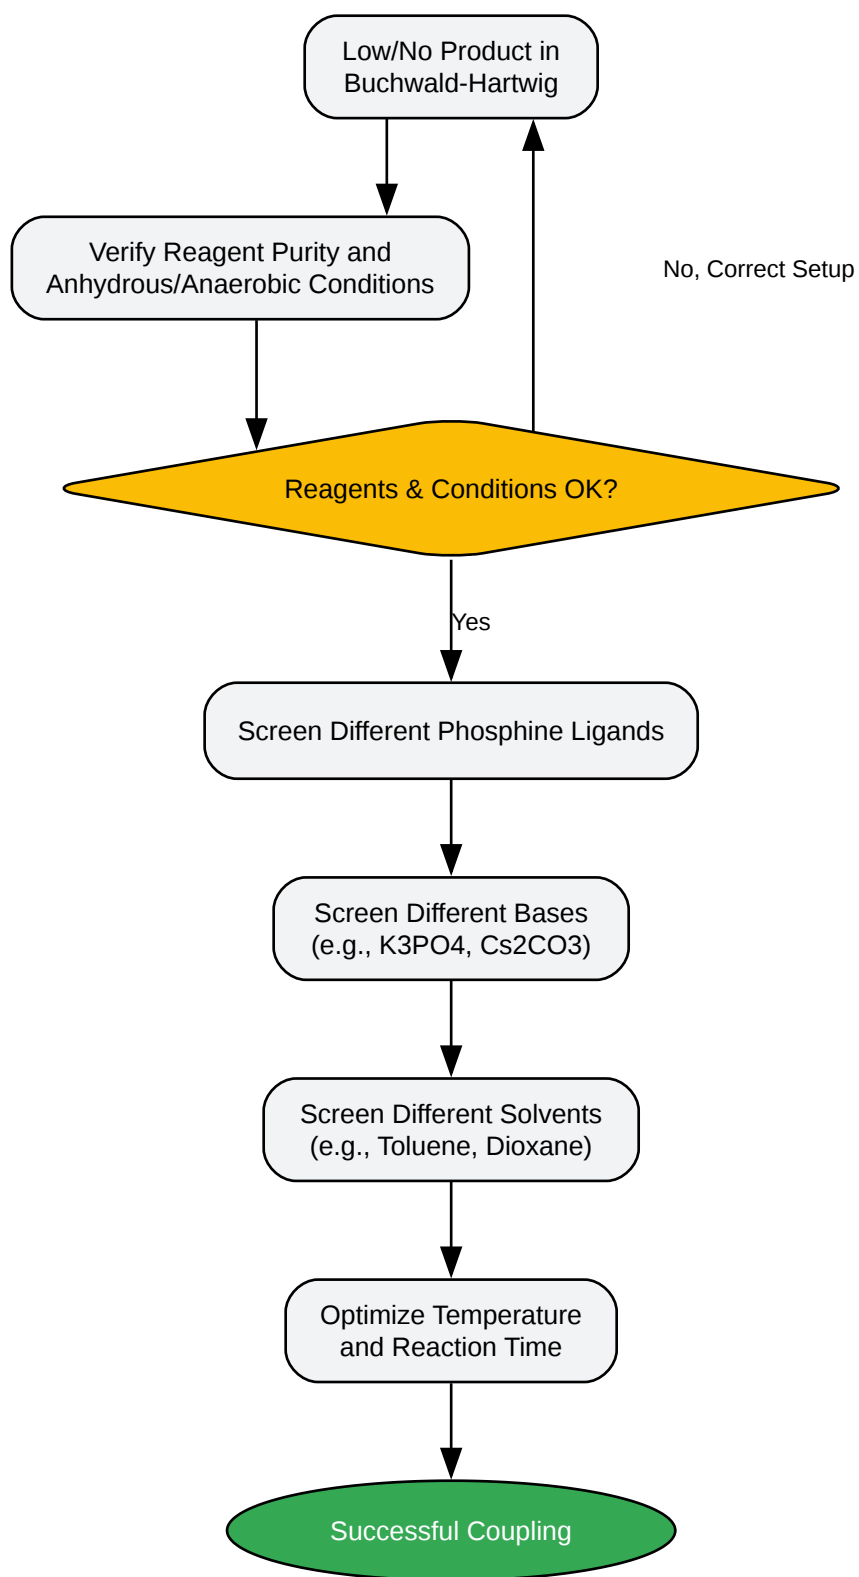 Low/No Product in
Buchwald-Hartwig
Verify Reagent Purity and
Anhydrous/Anaerobic Conditions
No, Correct Setup
Reagents & Conditions OK?
Yes
Screen Different Phosphine Ligands
Screen Different Bases
(e.g., K3PO4, Cs2CO3)
Screen Different Solvents
(e.g., Toluene, Dioxane)
Optimize Temperature
and Reaction Time
Successful Coupling